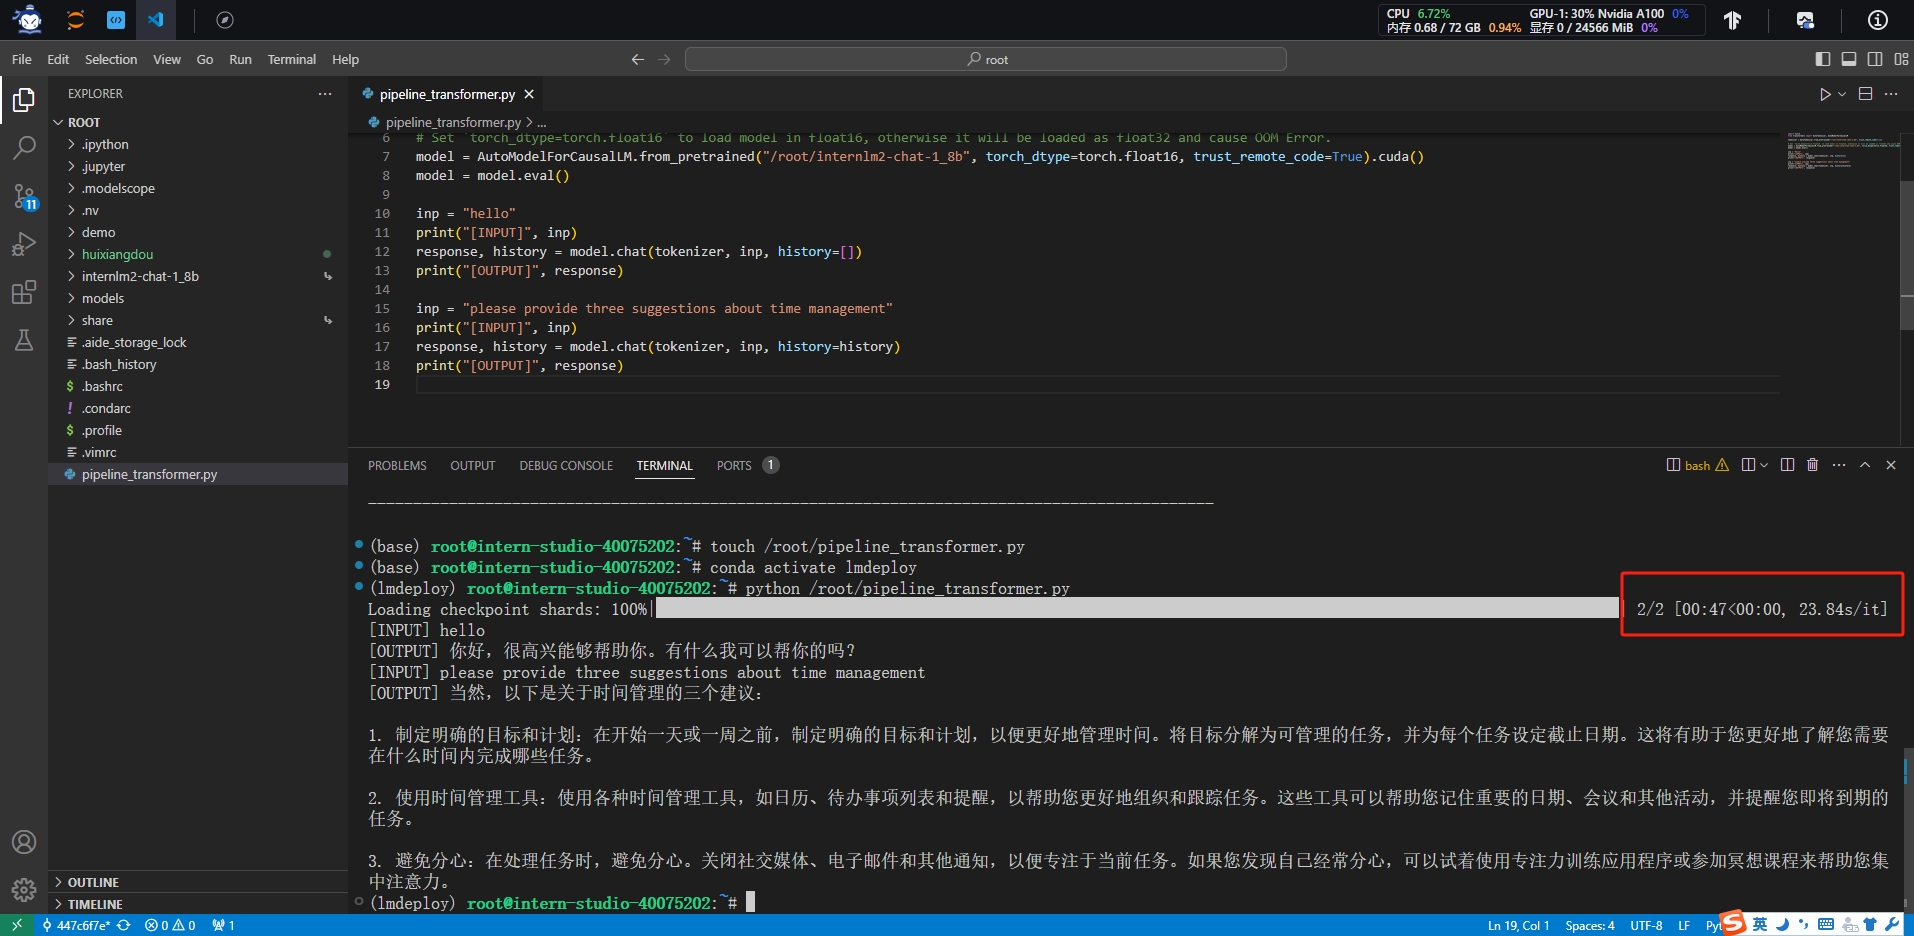 CPU 6.72% GPU-1: 30% Nvidia A100 0%
内存 0.68 / 72 GB 0.94% 显存 0 / 24566 MiB 0%
File Edit Selection View Go Run Terminal Help
root
EXPLORER
ROOT
.ipython
.jupyter
.modelscope
.nv
demo
huixiangdou
internlm2-chat-1_8b
models
share
.aide_storage_lock
.bash_history
.bashrc
.condarc
.profile
.vimrc
pipeline_transformer.py
OUTLINE
TIMELINE
11
pipeline_transformer.py
pipeline_transformer.py > ...
6 # Set `torch_dtype=torch.float16` to load model in float16, otherwise it will be loaded as float32 and cause OOM Error.
7 model = AutoModelForCausalLM.from_pretrained("/root/internlm2-chat-1_8b", torch_dtype=torch.float16, trust_remote_code=True).cuda()
8 model = model.eval()
9
10 inp = "hello"
11 print("[INPUT]", inp)
12 response, history = model.chat(tokenizer, inp, history=[])
13 print("[OUTPUT]", response)
14
15 inp = "please provide three suggestions about time management"
16 print("[INPUT]", inp)
17 response, history = model.chat(tokenizer, inp, history=history)
18 print("[OUTPUT]", response)
19
PROBLEMS OUTPUT DEBUG CONSOLE TERMINAL PORTS 1
bash
(base) root@intern-studio-40075202:~# touch /root/pipeline_transformer.py
(base) root@intern-studio-40075202:~# conda activate lmdeploy
(lmdeploy) root@intern-studio-40075202:~# python /root/pipeline_transformer.py
Loading checkpoint shards: 100%| 2/2 [00:47<00:00, 23.84s/it]
[INPUT] hello
[OUTPUT] 你好，很高兴能够帮助你。有什么我可以帮你的吗？
[INPUT] please provide three suggestions about time management
[OUTPUT] 当然，以下是关于时间管理的三个建议：
1. 制定明确的目标和计划：在开始一天或一周之前，制定明确的目标和计划，以便更好地管理时间。将目标分解为可管理的任务，并为每个任务设定截止日期。这将有助于您更好地了解您需要
在什么时间内完成哪些任务。
2. 使用时间管理工具：使用各种时间管理工具，如日历、待办事项列表和提醒，以帮助您更好地组织和跟踪任务。这些工具可以帮助您记住重要的日期、会议和其他活动，并提醒您即将到期的
任务。
3. 避免分心：在处理任务时，避免分心。关闭社交媒体、电子邮件和其他通知，以便专注于当前任务。如果您发现自己经常分心，可以试着使用专注力训练应用程序或参加冥想课程来帮助您集
中注意力。
(lmdeploy) root@intern-studio-40075202:~#
447c6f7e* 0 0 1 Ln 19, Col 1 Spaces: 4 UTF-8 LF 英